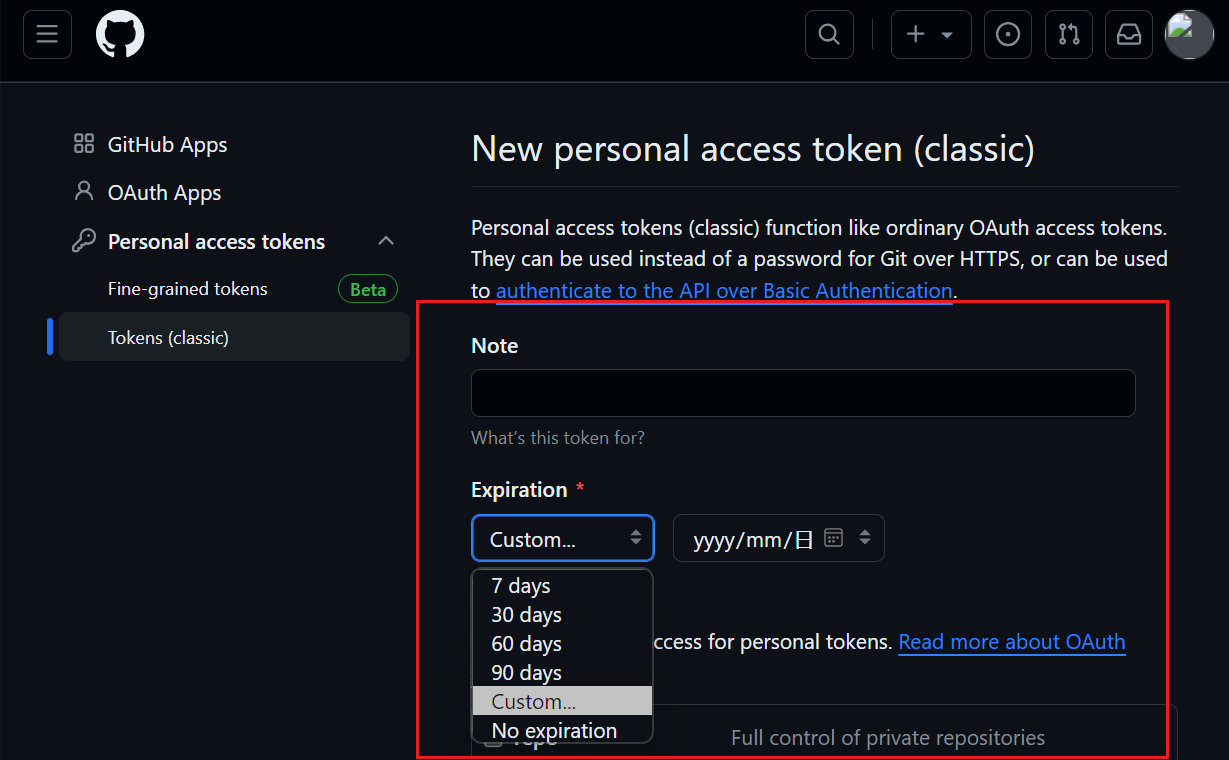 GitHub Apps
OAuth Apps
Personal access tokens
Fine-grained tokens
Beta
Tokens (classic)
New personal access token (classic)
Personal access tokens (classic) function like ordinary OAuth access tokens.
They can be used instead of a password for Git over HTTPS, or can be used
to authenticate to the API over Basic Authentication.
Note
What's this token for?
Expiration *
Custom...
yyyy/mm/日
7 days
30 days
60 days
90 days
Custom...
No expiration
ccess for personal tokens. Read more about OAuth
repo
Full control of private repositories